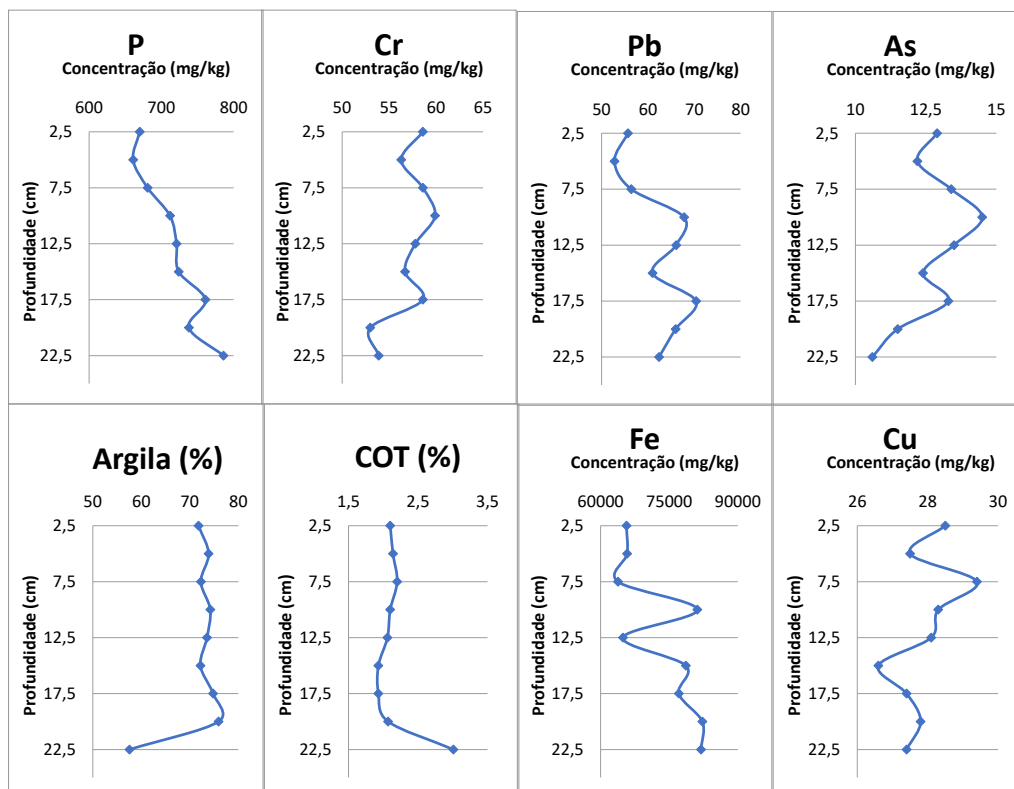 P
Concentração (mg/kg)
600 700 800
2,5
7,5
12,5
17,5
22,5
Profundidade (cm)
Cr
Concentração (mg/kg)
50 55 60 65
2,5
7,5
12,5
17,5
22,5
Profundidade (cm)
Pb
Concentração (mg/kg)
50 60 70 80
2,5
7,5
12,5
17,5
22,5
Profundidade (cm)
As
Concentração (mg/kg)
10 12,5 15
2,5
7,5
12,5
17,5
22,5
Profundidade (cm)
Argila (%)
50 60 70 80
2,5
7,5
12,5
17,5
22,5
Profundidade (cm)
COT (%)
1,5 2,5 3,5
2,5
7,5
12,5
17,5
22,5
Profundidade (cm)
Fe
Concentração (mg/kg)
60000 75000 90000
2,5
7,5
12,5
17,5
22,5
Profundidade (cm)
Cu
Concentração (mg/kg)
26 28 30
2,5
7,5
12,5
17,5
22,5
Profundidade (cm)